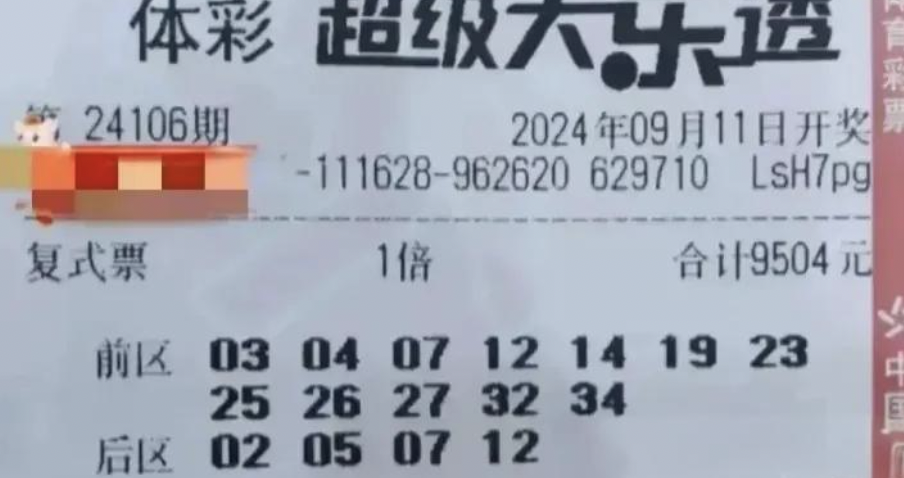 体彩 超级大乐透
第 24106期 2024年09月11日开奖
-111628-962620 629710 LsH7pg
复式票 1倍 合计9504元
前区 03 04 07 12 14 19 23
25 26 27 32 34
后区 02 05 07 12
育彩票
中国